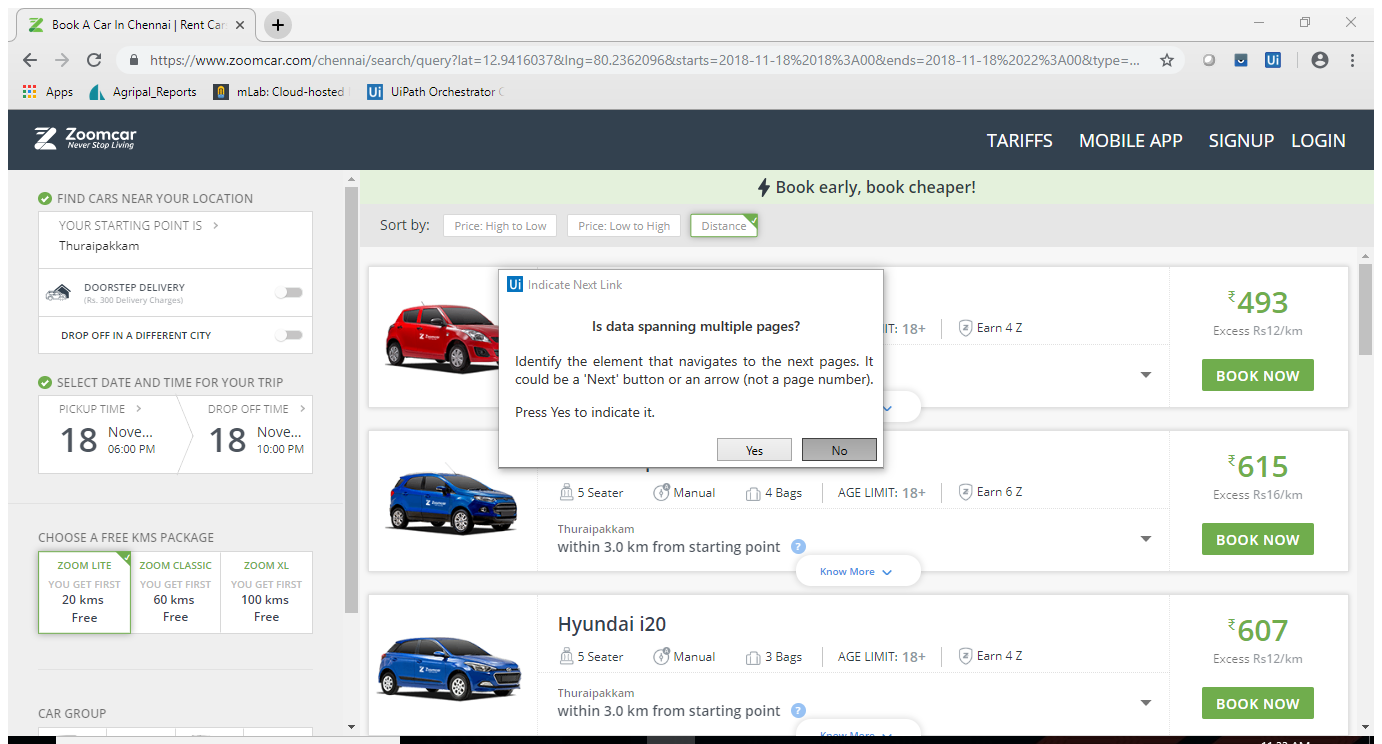 Book A Car In Chennai | Rent Car
https://www.zoomcar.com/chennai/search/query?lat=12.9416037&lng=80.2362096&starts=2018-11-18%2018%3A00&ends=2018-11-18%2022%3A00&type=...
Ui
Apps
Agripal_Reports
mLab: Cloud-hosted
Ui UiPath Orchestrator
Zoomcar
Never Stop Living
TARIFFS MOBILE APP SIGNUP LOGIN
FIND CARS NEAR YOUR LOCATION
YOUR STARTING POINT IS >
Thuraipakkam
DOORSTEP DELIVERY
(Rs. 300 Delivery Charges)
DROP OFF IN A DIFFERENT CITY
SELECT DATE AND TIME FOR YOUR TRIP
PICKUP TIME >
18 Nove...
06:00 PM
DROP OFF TIME >
18 Nove...
10:00 PM
CHOOSE A FREE KMS PACKAGE
ZOOM LITE
YOU GET FIRST
20 kms
Free
ZOOM CLASSIC
YOU GET FIRST
60 kms
Free
ZOOM XL
YOU GET FIRST
100 kms
Free
CAR GROUP
Book early, book cheaper!
Sort by: Price: High to Low Price: Low to High Distance
Ui Indicate Next Link
Is data spanning multiple pages?
Identify the element that navigates to the next pages. It
could be a 'Next' button or an arrow (not a page number).
Press Yes to indicate it.
Yes No
18+ Earn 4 Z
₹493
Excess Rs12/km
BOOK NOW
Zoomcar
5 Seater Manual 4 Bags AGE LIMIT: 18+ Earn 6 Z
Thuraipakkam
within 3.0 km from starting point ?
Know More
₹615
Excess Rs16/km
BOOK NOW
Zoomcar
Hyundai i20
5 Seater Manual 3 Bags AGE LIMIT: 18+ Earn 4 Z
Thuraipakkam
within 3.0 km from starting point ?
Know More
₹607
Excess Rs12/km
BOOK NOW
Zoomcar